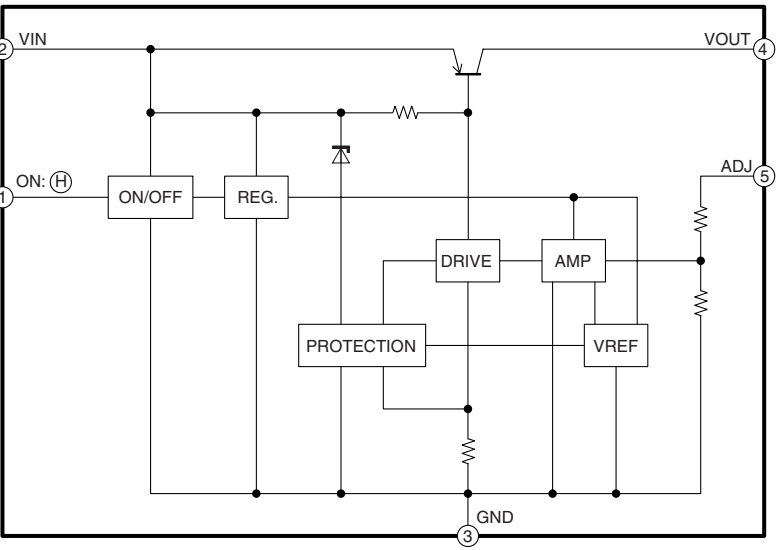 2 VIN
VOUT 4
ADJ 5
1 ON: H
ON/OFF
REG.
DRIVE
AMP
PROTECTION
VREF
GND
3